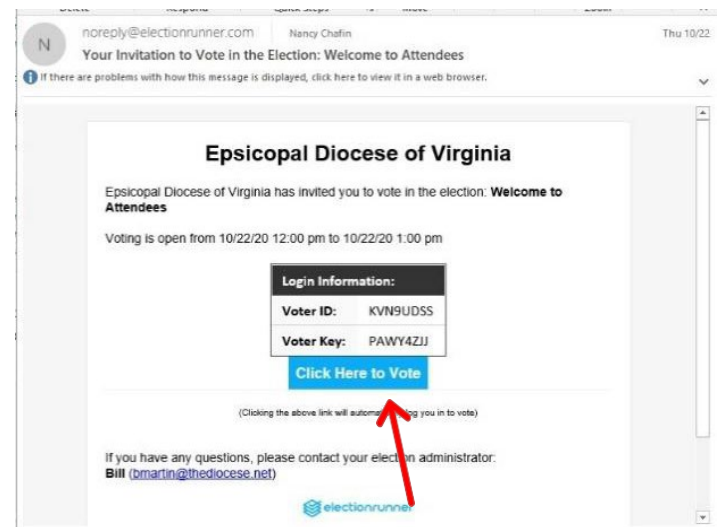 noreply@electionrunner.com Nancy Chafin Thu 10/22
Your Invitation to Vote in the Election: Welcome to Attendees
If there are problems with how this message is displayed, click here to view it in a web browser.
Epsicopal Diocese of Virginia
Epsicopal Diocese of Virginia has invited you to vote in the election: Welcome to
Attendees
Voting is open from 10/22/20 12:00 pm to 10/22/20 1:00 pm
Login Information:
Voter ID: KVN9UDSS
Voter Key: PAWY4ZJJ
Click Here to Vote
(Clicking the above link will log you in to vote)
If you have any questions, please contact your election administrator:
Bill (bmartin@thediocese.net)
electionrunner